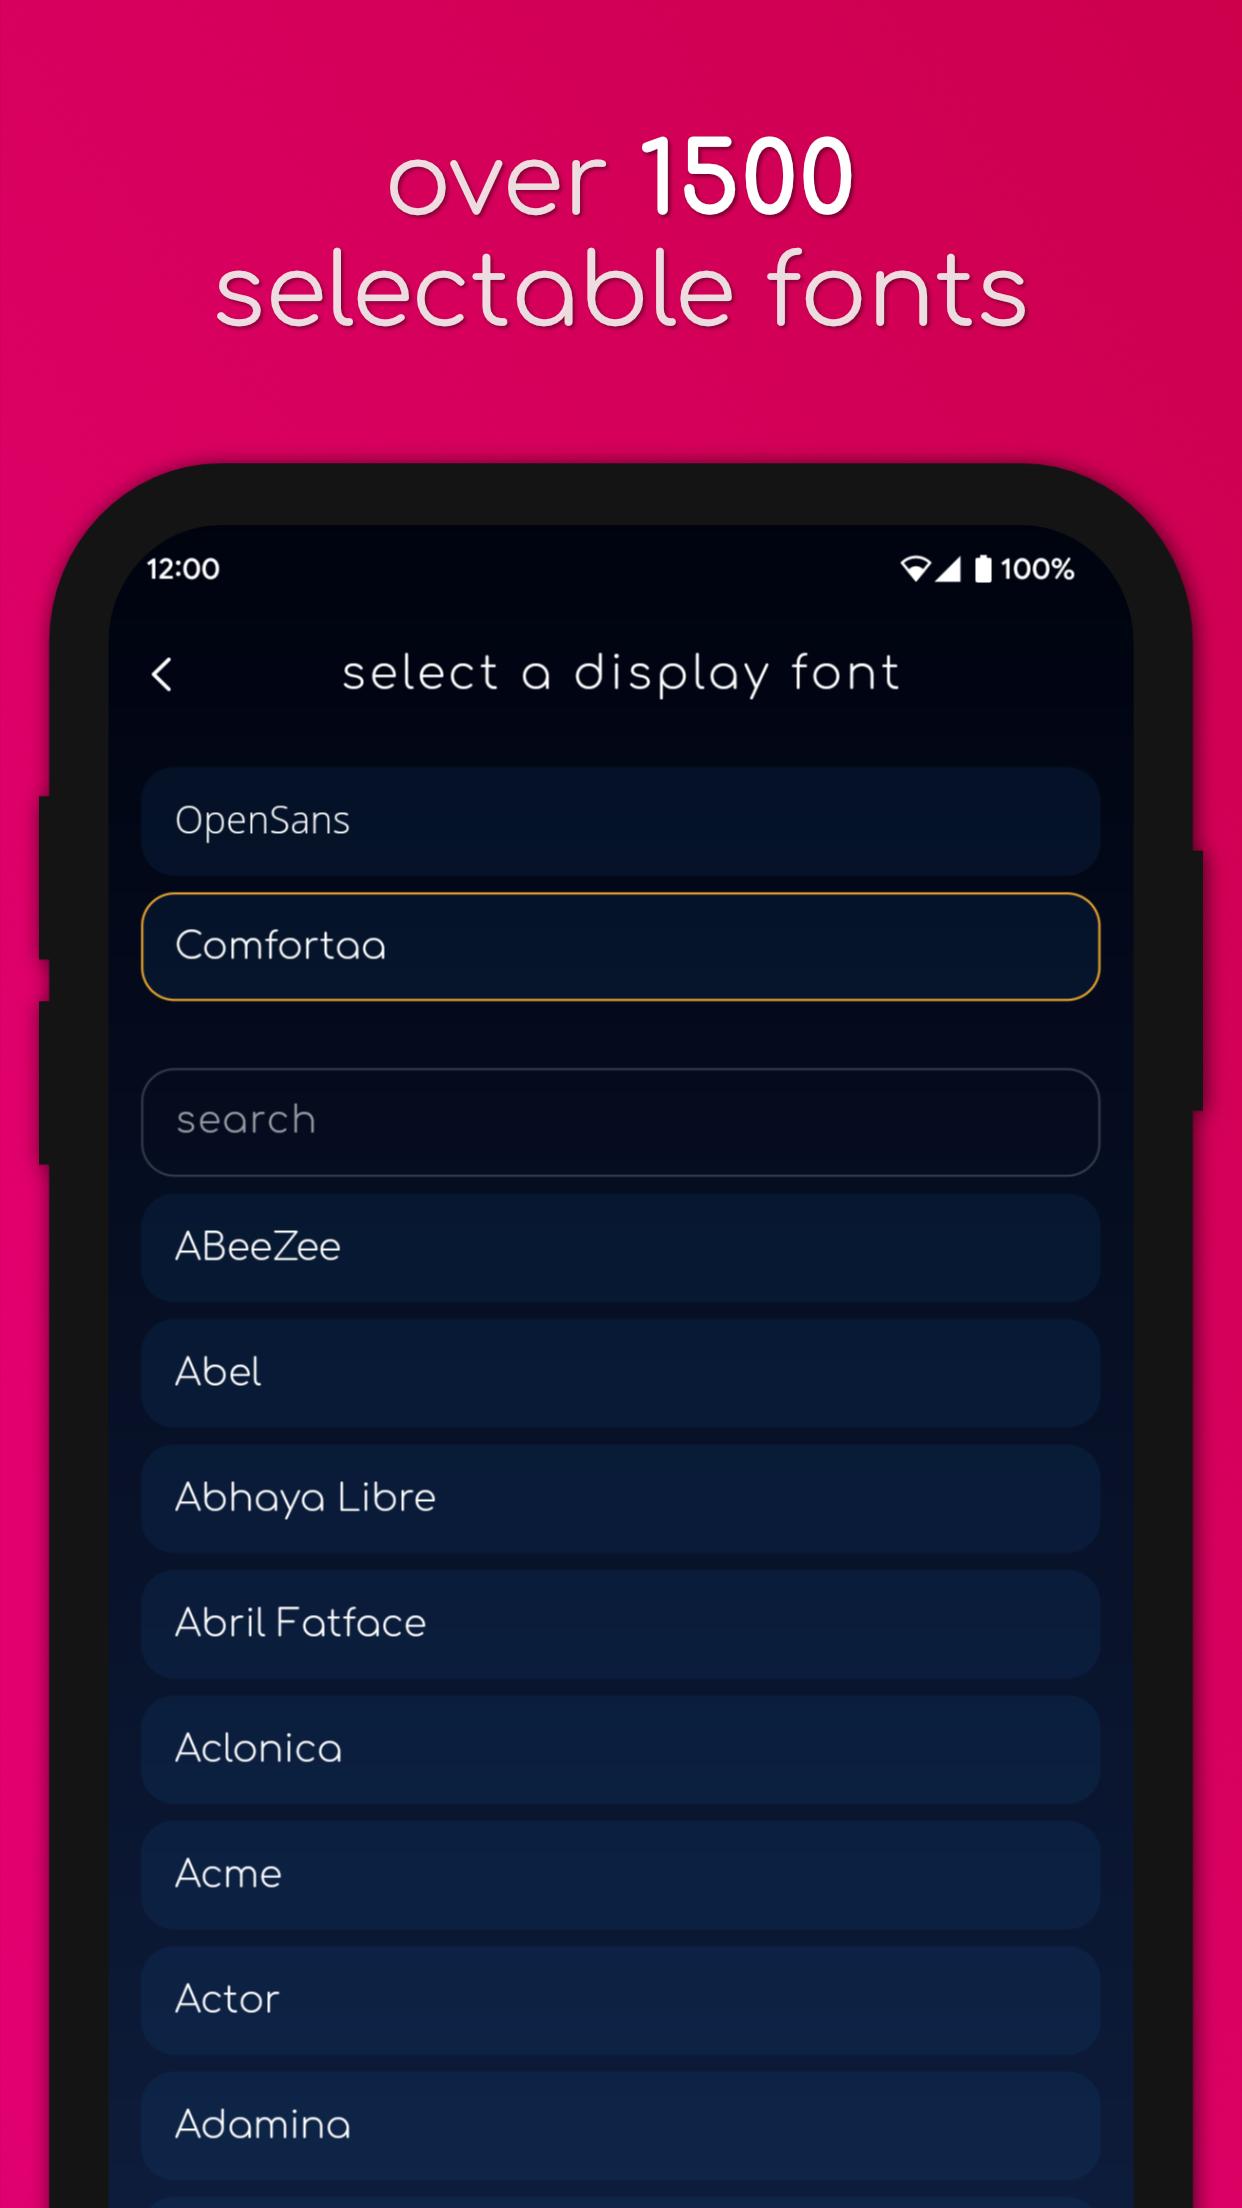 over 1500
selectable fonts
12:00 100%
select a display font
OpenSans
Comfortaa
search
ABeeZee
Abel
Abhaya Libre
Abril Fatface
Aclonica
Acme
Actor
Adamina